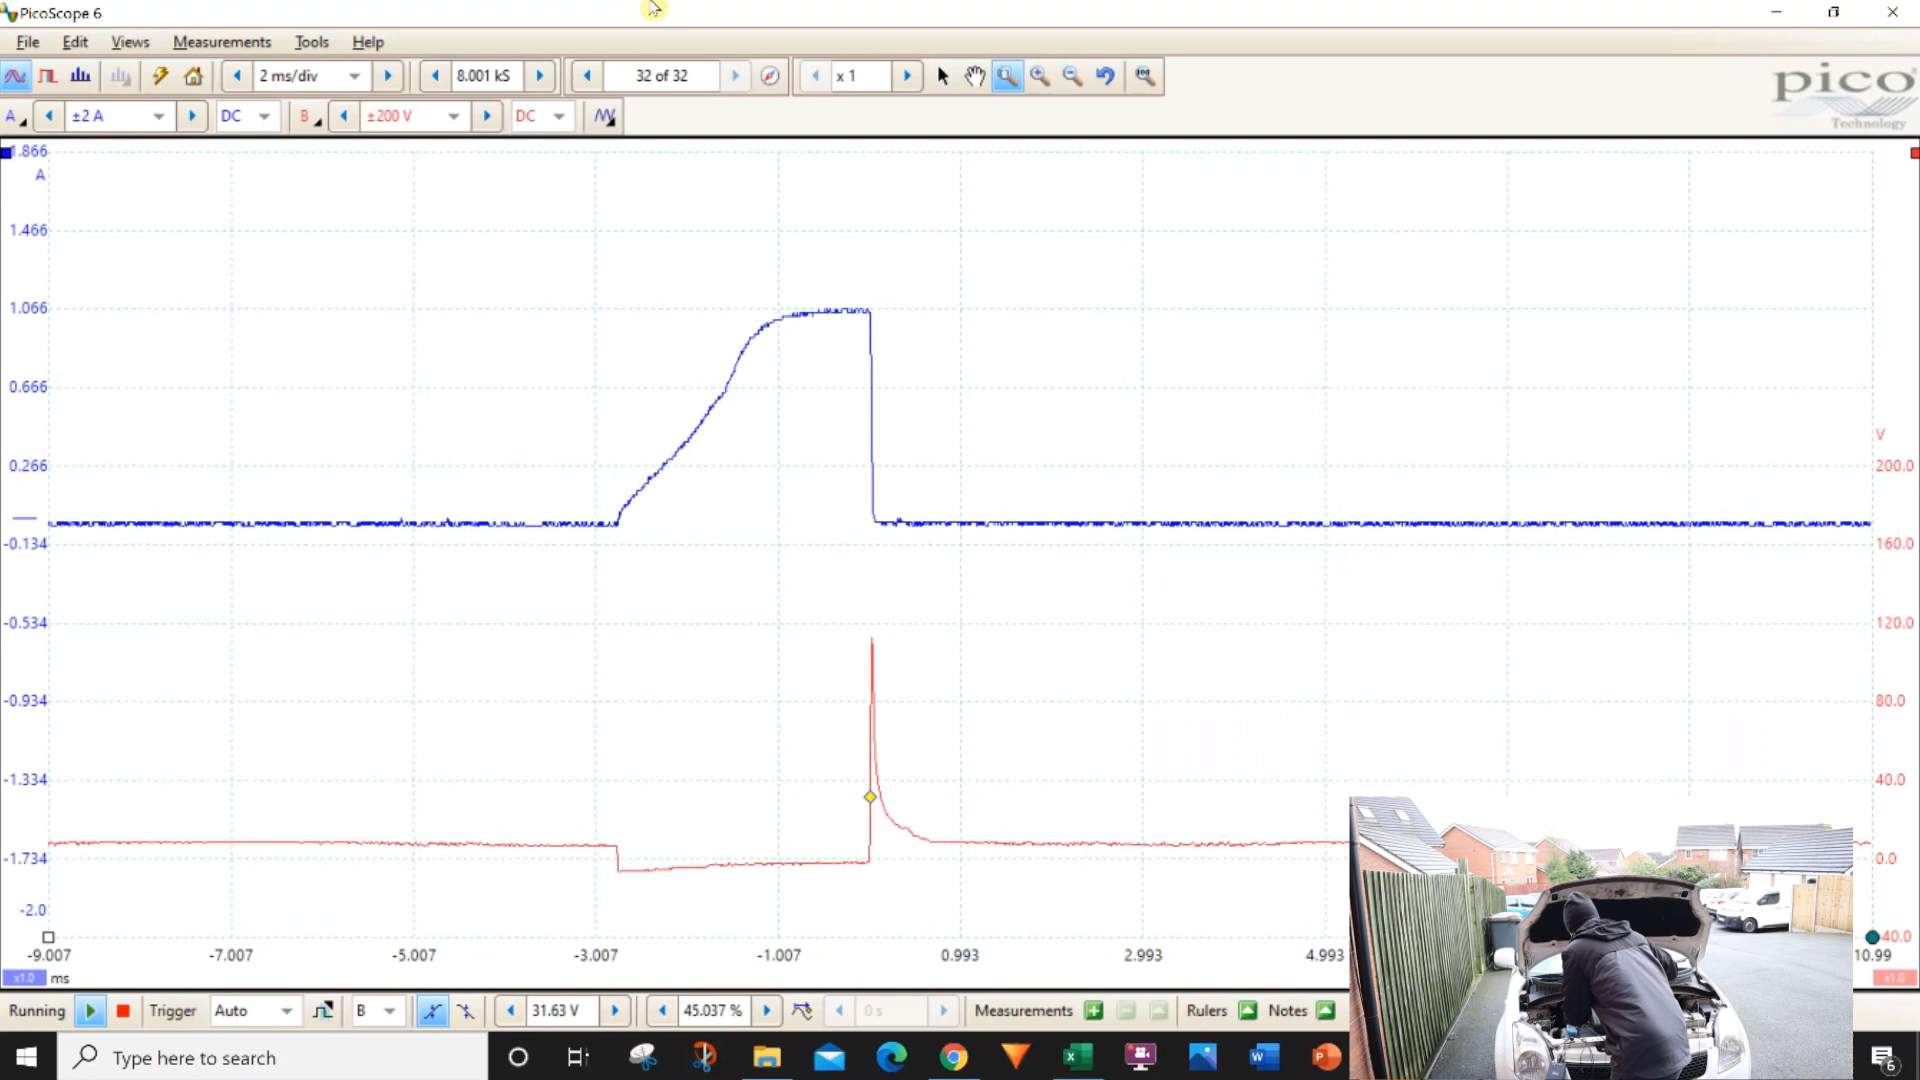 PicoScope 6
File Edit Views Measurements Tools Help
2 ms/div 8.001 kS 32 of 32 x 1
pico
Technology
A ±2 A DC B ±200 V DC
1.866
A
1.466
1.066
0.666
V
0.266 200.0
-0.134 160.0
-0.534 120.0
-0.934 80.0
-1.334 40.0
-1.734 0.0
-2.0
40.0
-9.007 -7.007 -5.007 -3.007 -1.007 0.993 2.993 4.993 10.99
x1.0 ms x1.0
Running Trigger Auto B 31.63 V 45.037 % 0 s Measurements Rulers Notes
Type here to search
6